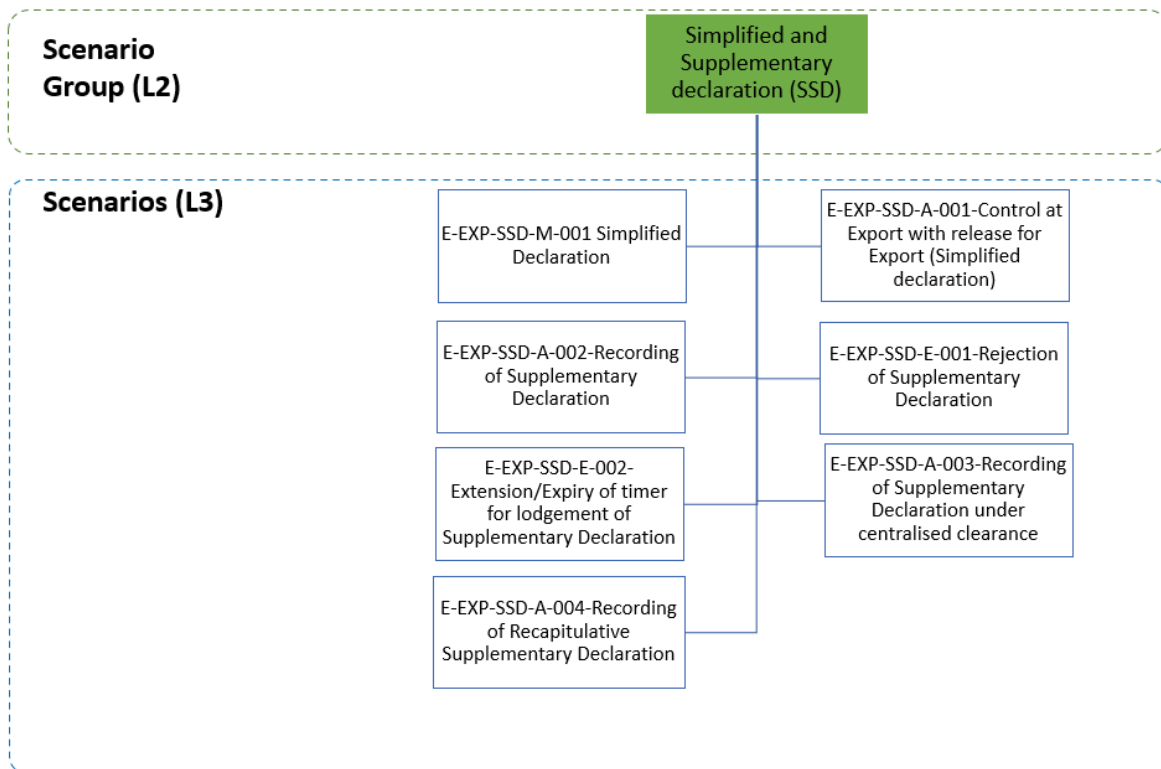 Scenario
Group (L2)
Simplified and
Supplementary
declaration (SSD)
Scenarios (L3)
E-EXP-SSD-M-001 Simplified
Declaration
E-EXP-SSD-A-001-Control at
Export with release for
Export (Simplified
declaration)
E-EXP-SSD-A-002-Recording
of Supplementary
Declaration
E-EXP-SSD-E-001-Rejection
of Supplementary
Declaration
E-EXP-SSD-E-002-
Extension/Expiry of timer
for lodgement of
Supplementary Declaration
E-EXP-SSD-A-003-Recording
of Supplementary
Declaration under
centralised clearance
E-EXP-SSD-A-004-Recording
of Recapitulative
Supplementary Declaration